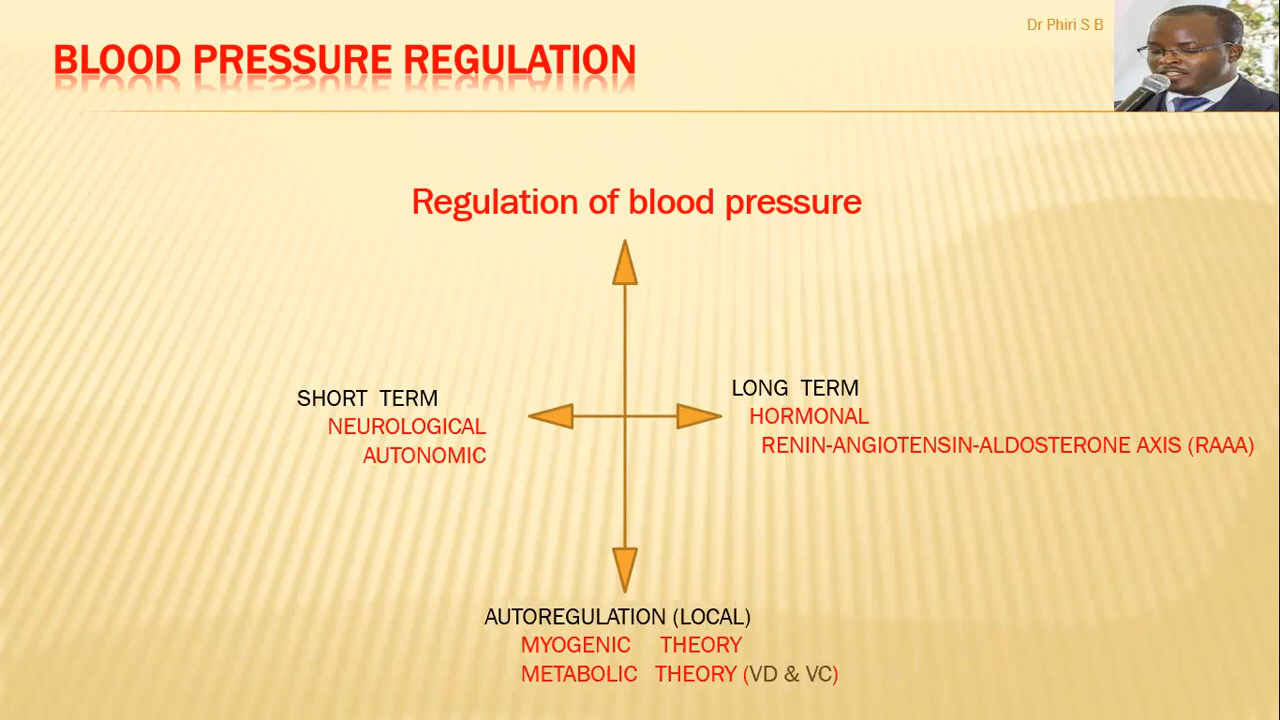 Dr Phiri S B
BLOOD PRESSURE REGULATION
Regulation of blood pressure
SHORT TERM
NEUROLOGICAL
AUTONOMIC
LONG TERM
HORMONAL
RENIN-ANGIOTENSIN-ALDOSTERONE AXIS (RAAA)
AUTOREGULATION (LOCAL)
MYOGENIC THEORY
METABOLIC THEORY (VD & VC)